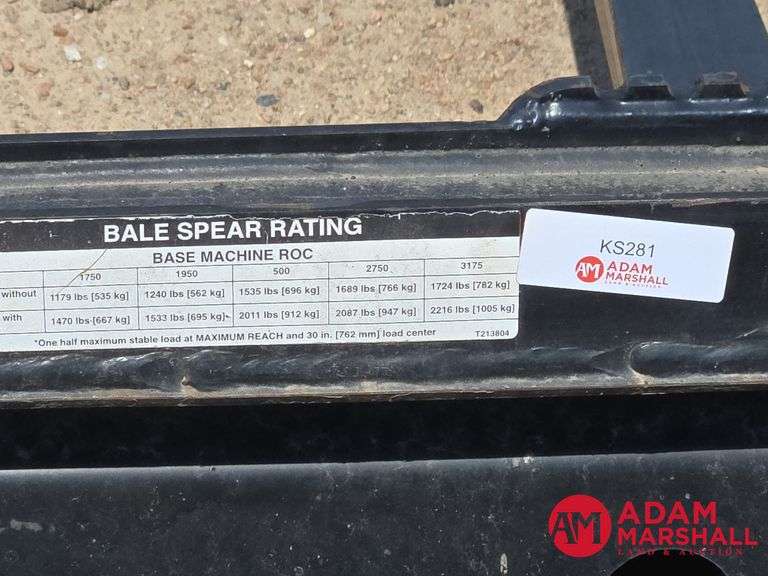 BALE SPEAR RATING
BASE MACHINE ROC
1750 1950 500 2750 3175
without 1179 lbs [535 kg] 1240 lbs [562 kg] 1535 lbs [696 kg] 1689 lbs [766 kg] 1724 lbs [782 kg]
with 1470 lbs [667 kg] 1533 lbs [695 kg] 2011 lbs [912 kg] 2087 lbs [947 kg] 2216 lbs [1005 kg]
*One half maximum stable load at MAXIMUM REACH and 30 in. [762 mm] load center T213804
KS281
AM ADAM
MARSHALL
LAND & AUCTION
AM ADAM
MARSHALL
LAND & AUCTION